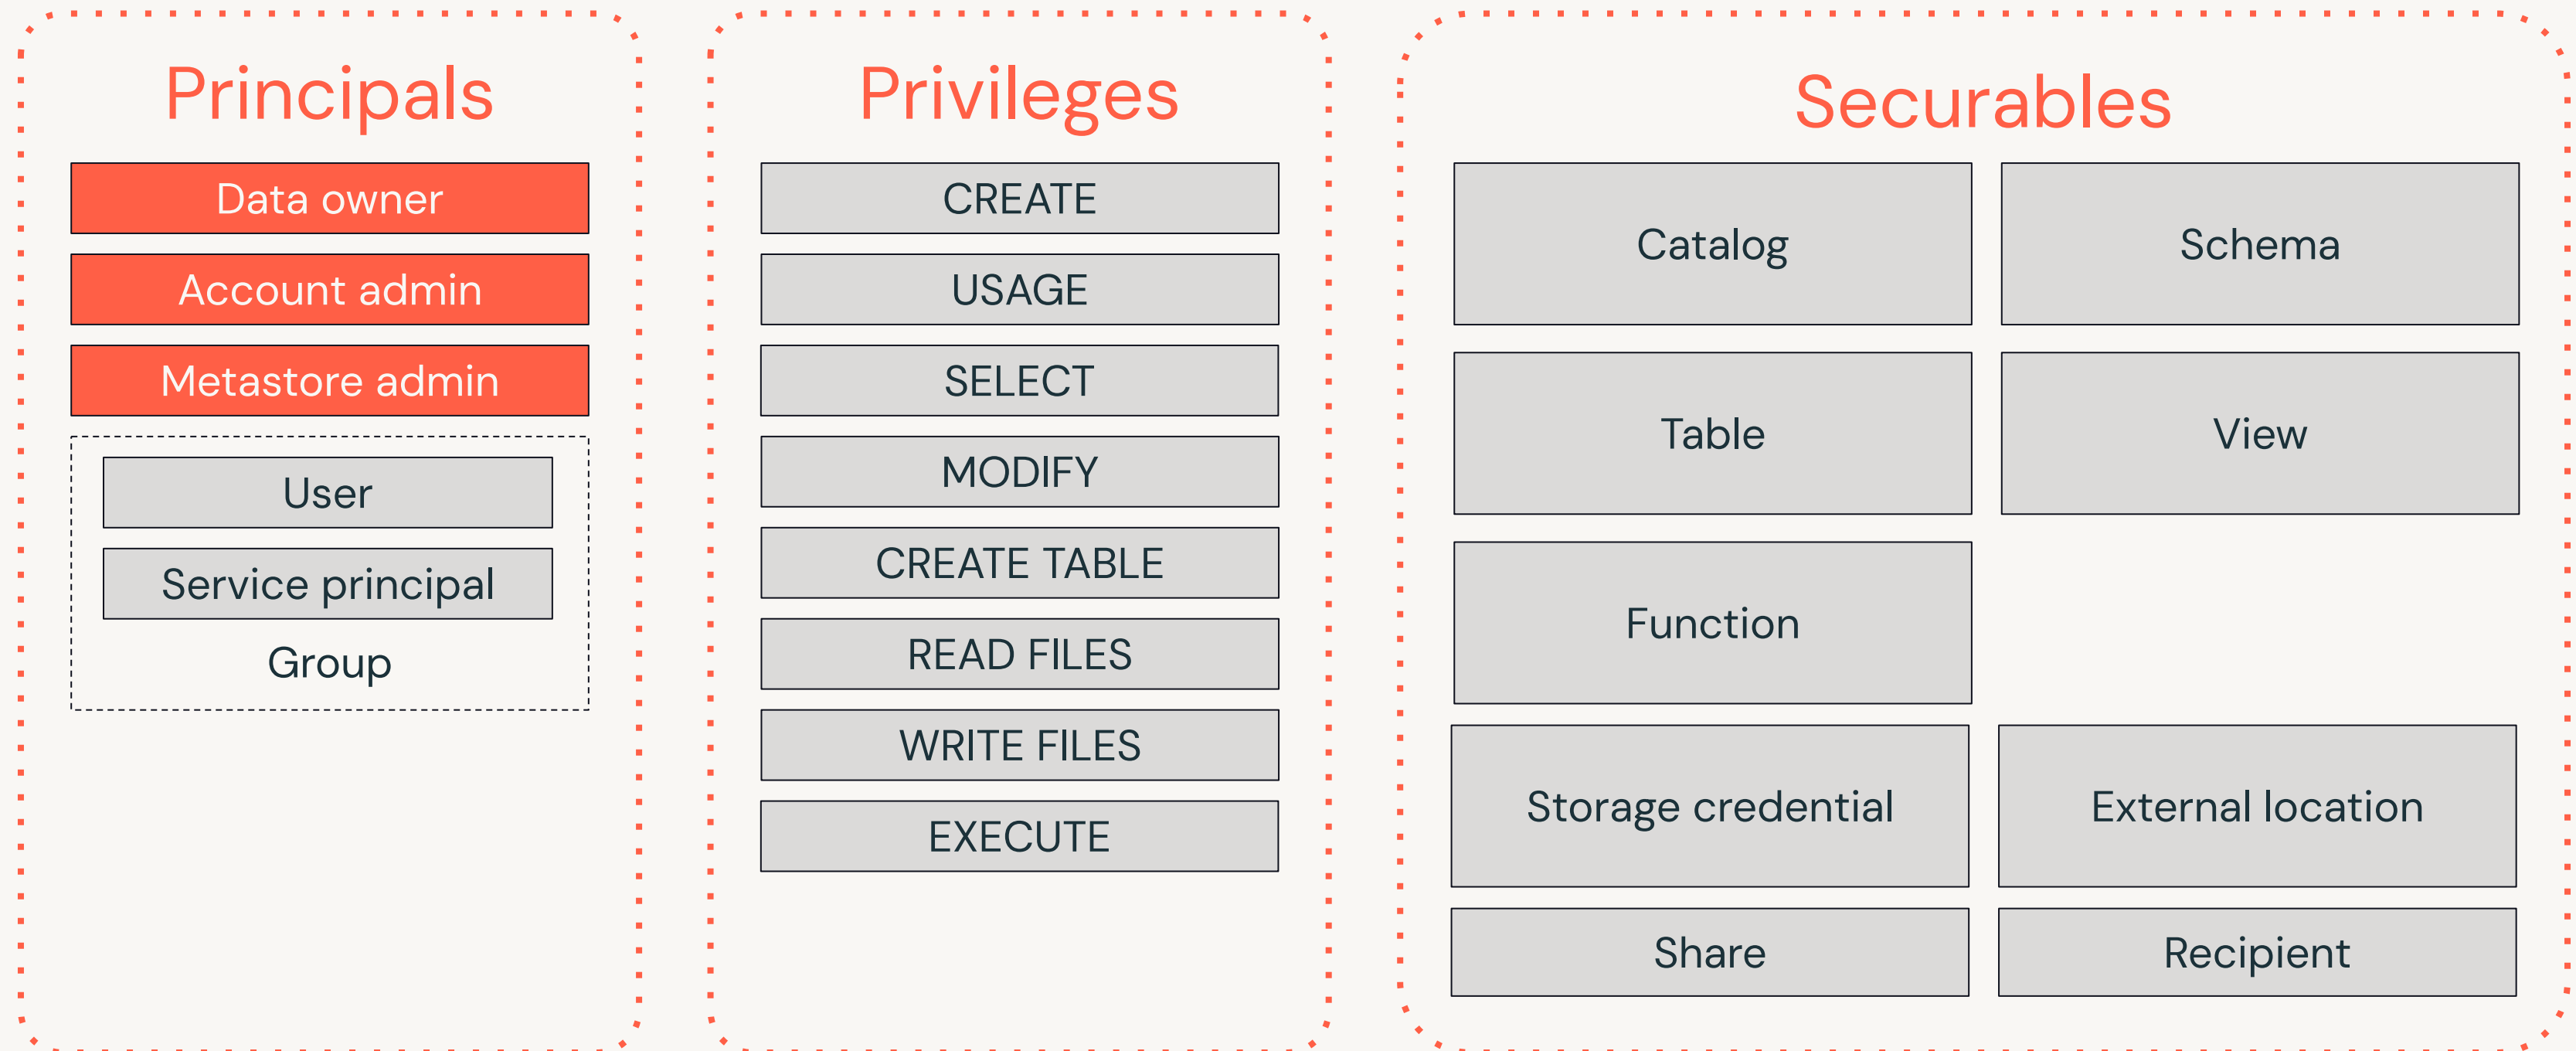 Principals
Data owner
Account admin
Metastore admin
User
Service principal
Group
Privileges
CREATE
USAGE
SELECT
MODIFY
CREATE TABLE
READ FILES
WRITE FILES
EXECUTE
Securables
Catalog
Schema
Table
View
Function
Storage credential
External location
Share
Recipient